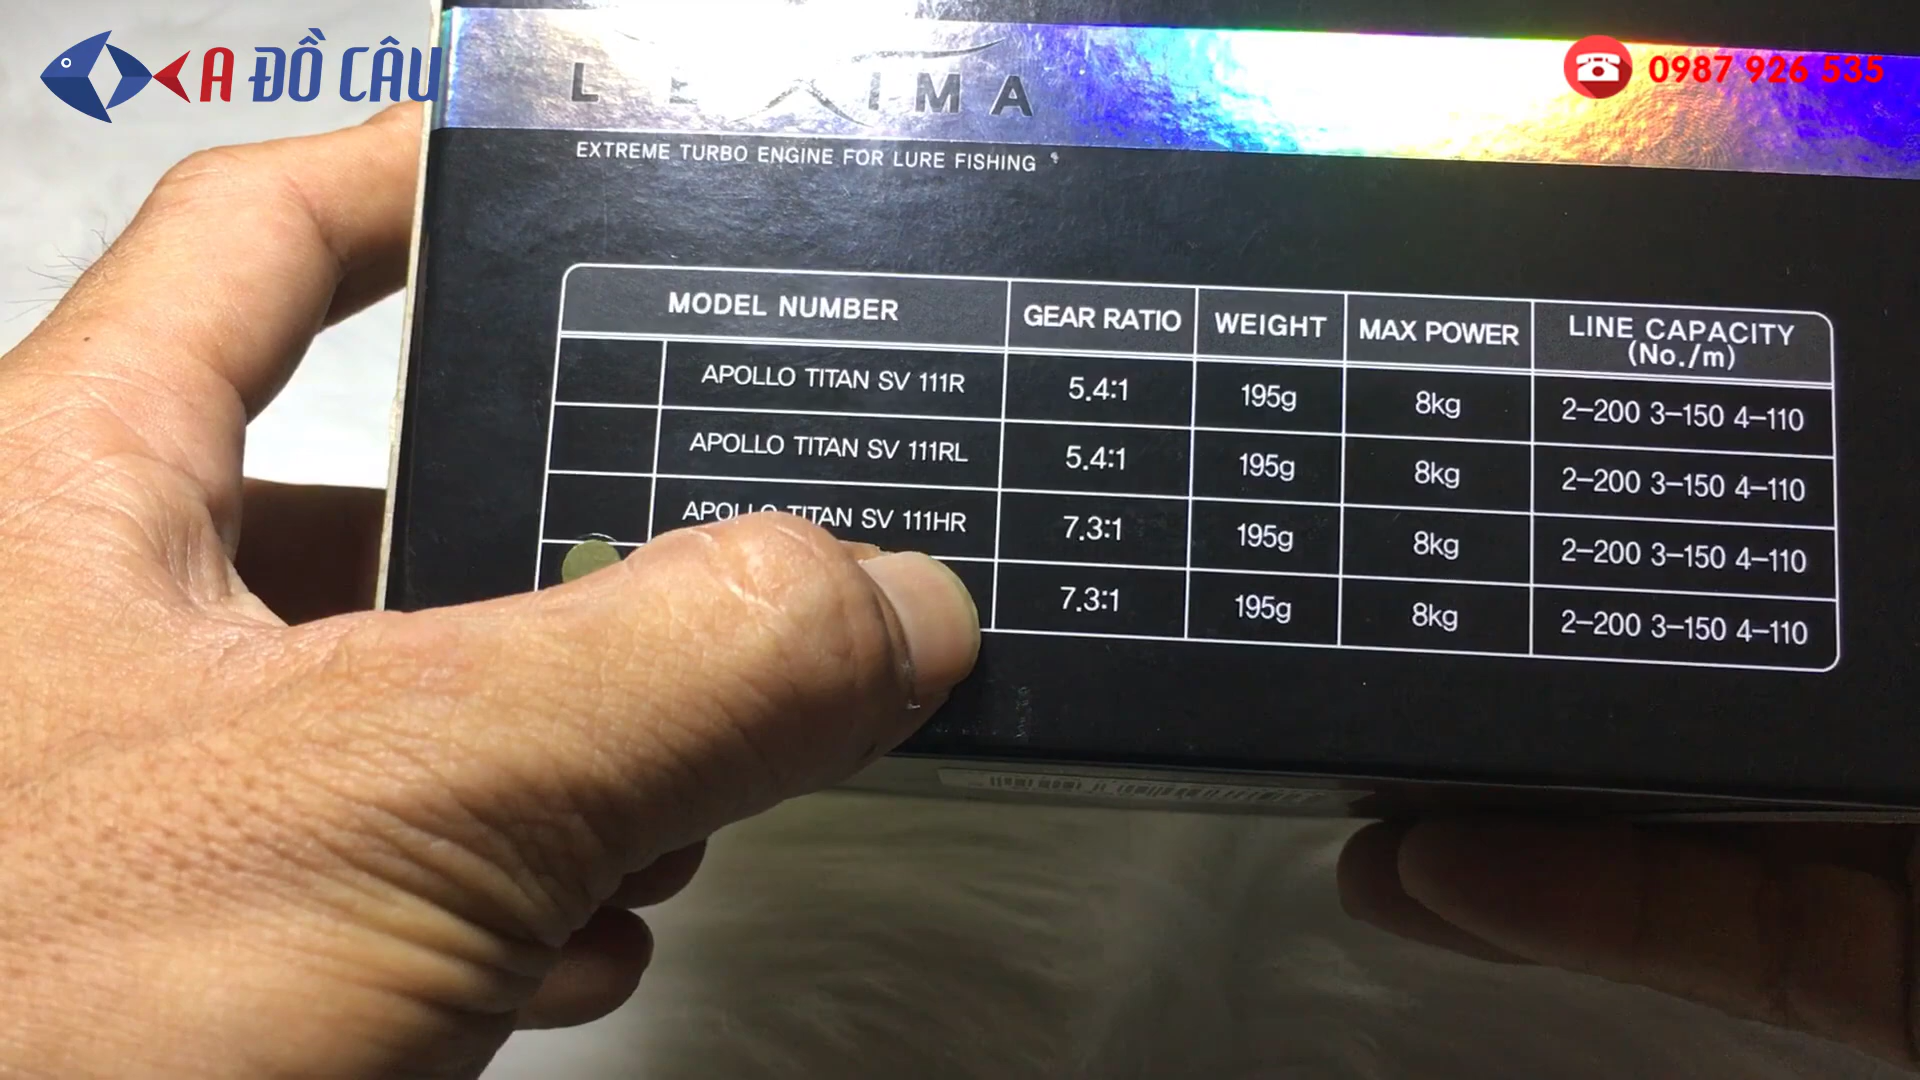 A ĐỒ CÂU
0987 926 535
EXTREME TURBO ENGINE FOR LURE FISHING
MODEL NUMBER GEAR RATIO WEIGHT MAX POWER LINE CAPACITY (No./m)
APOLLO TITAN SV 111R 5.4:1 195g 8kg 2-200 3-150 4-110
APOLLO TITAN SV 111RL 5.4:1 195g 8kg 2-200 3-150 4-110
APOLLO TITAN SV 111HR 7.3:1 195g 8kg 2-200 3-150 4-110
7.3:1 195g 8kg 2-200 3-150 4-110